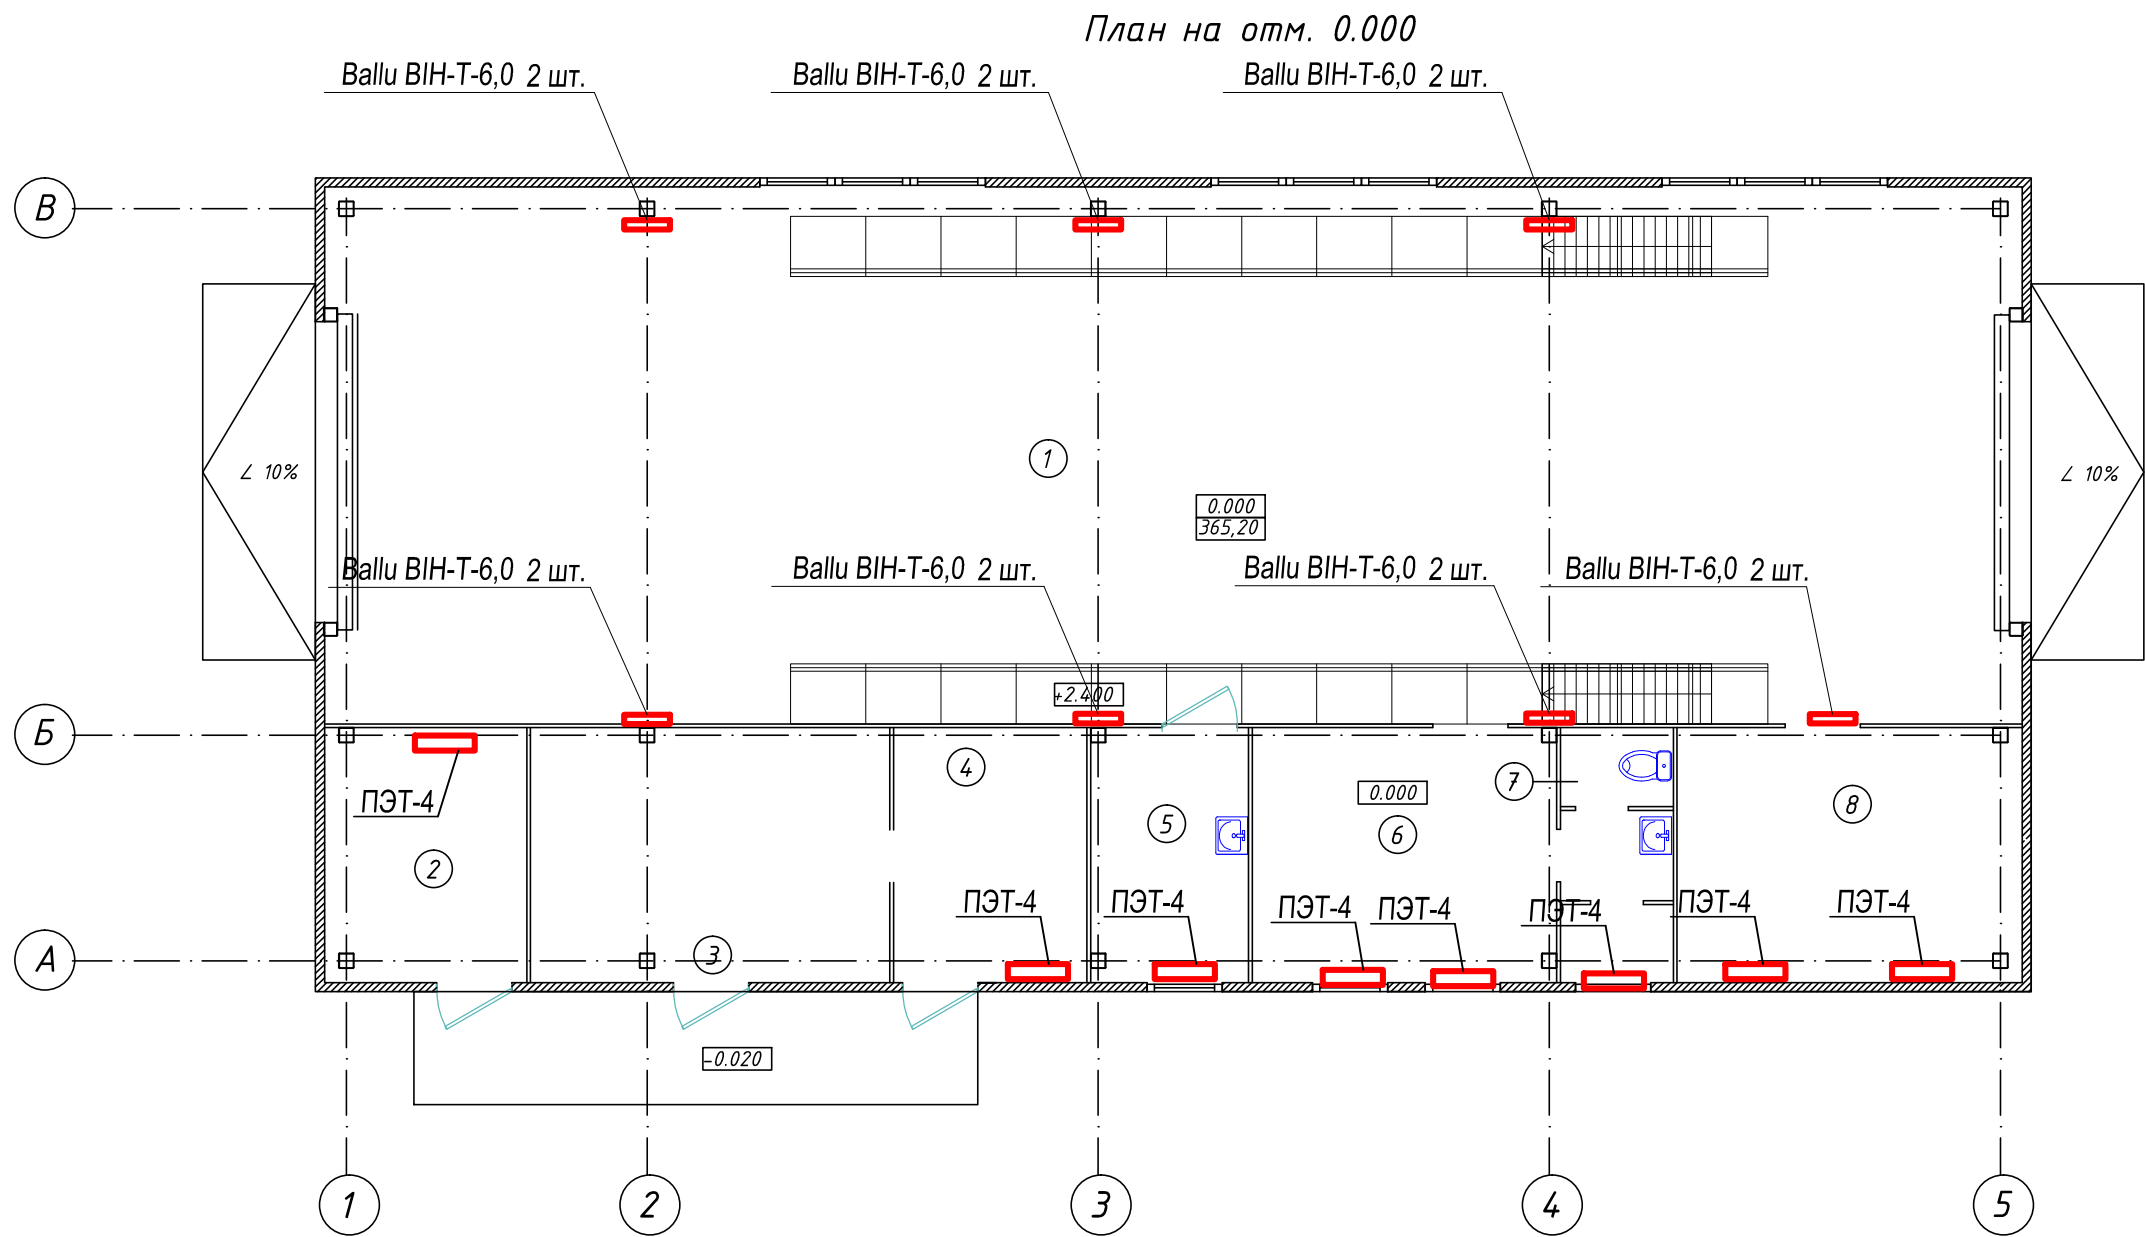 План на отм. 0.000
Ballu BIH-T-6,0 2 шт.
Ballu BIH-T-6,0 2 шт.
Ballu BIH-T-6,0 2 шт.
В
1
∠ 10%
∠ 10%
0.000
365,20
Ballu BIH-T-6,0 2 шт.
Ballu BIH-T-6,0 2 шт.
Ballu BIH-T-6,0 2 шт.
Ballu BIH-T-6,0 2 шт.
+2.400
Б
4
7
ПЭТ-4
0.000
8
5
6
2
ПЭТ-4
ПЭТ-4
ПЭТ-4
ПЭТ-4
ПЭТ-4
ПЭТ-4
ПЭТ-4
А
3
-0.020
1
2
3
4
5